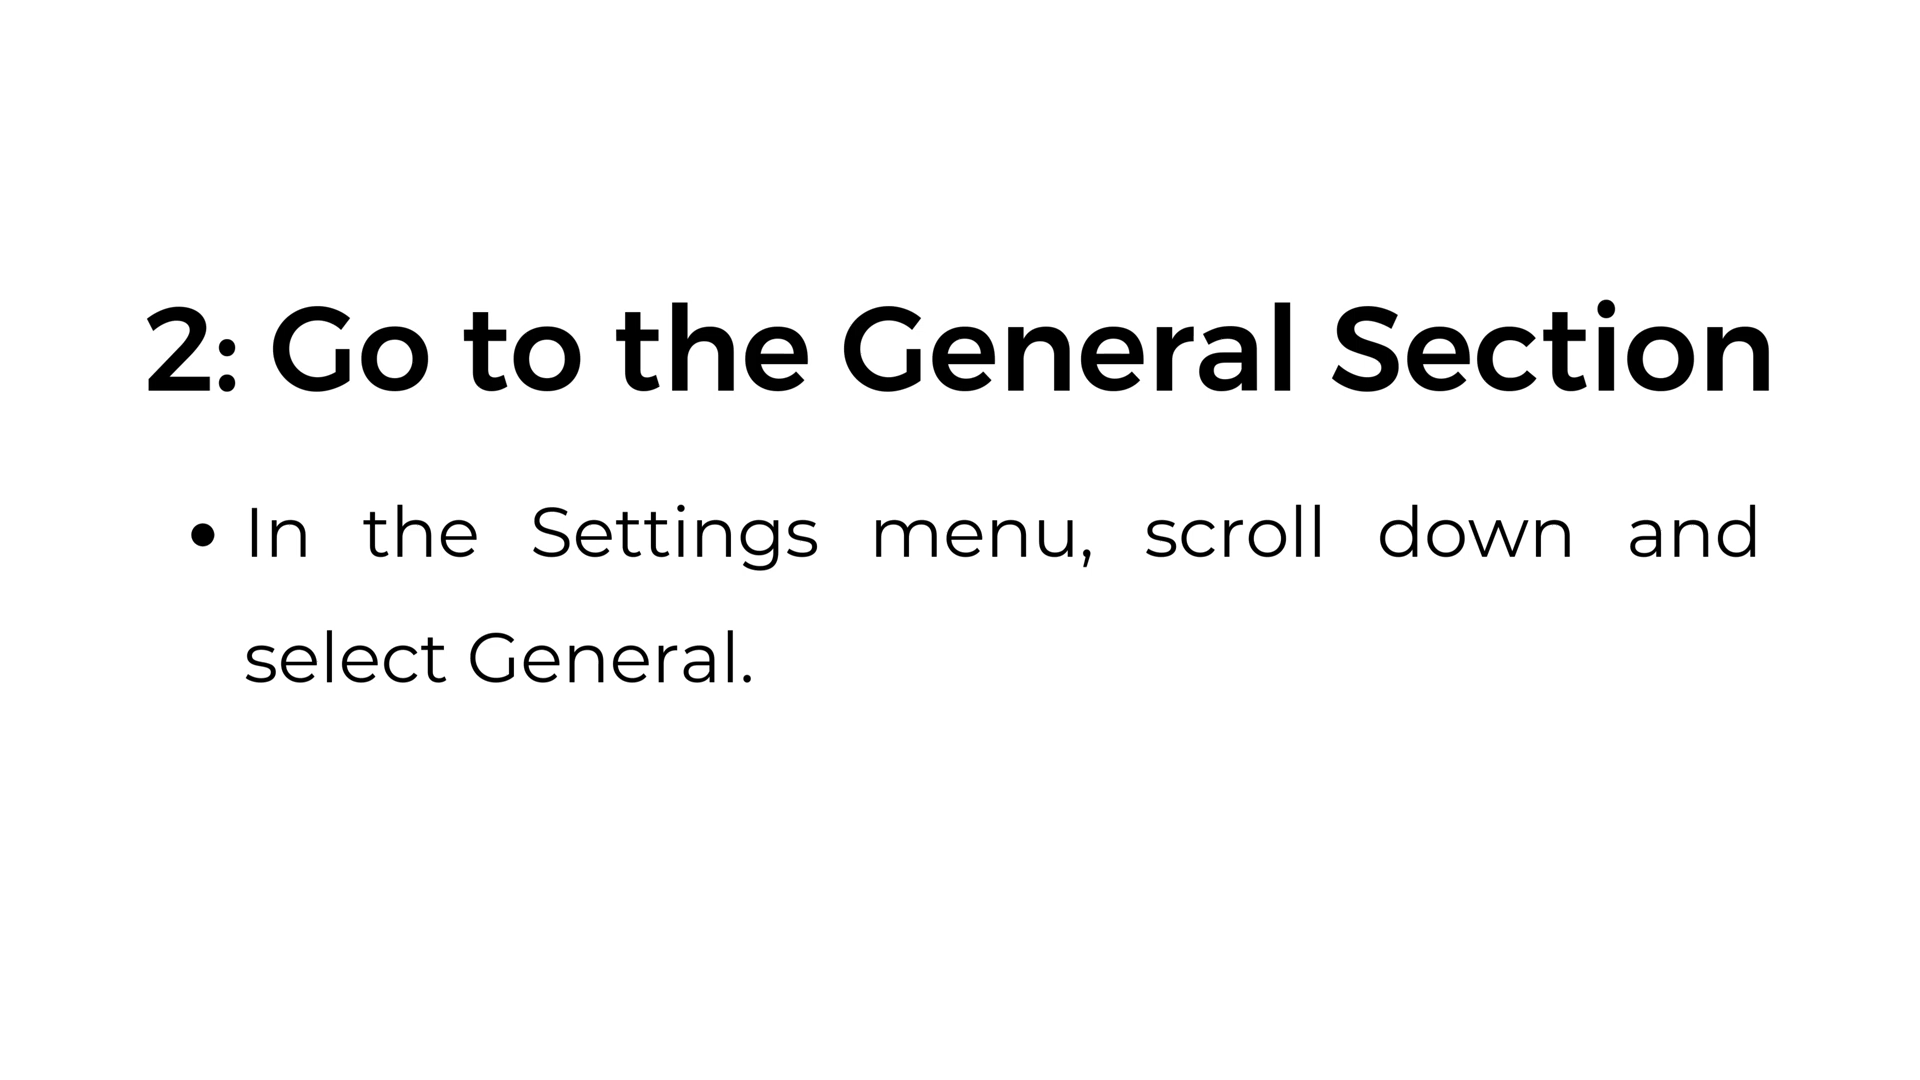 2: Go to the General Section
• In the Settings menu, scroll down and
select General.